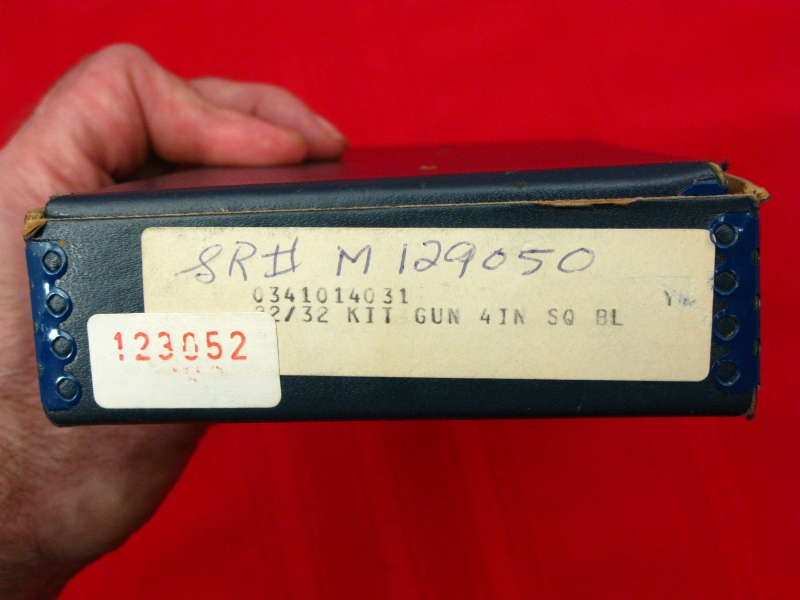 SR# M 129050
0341014031
22/32 KIT GUN 4IN SQ BL
123052